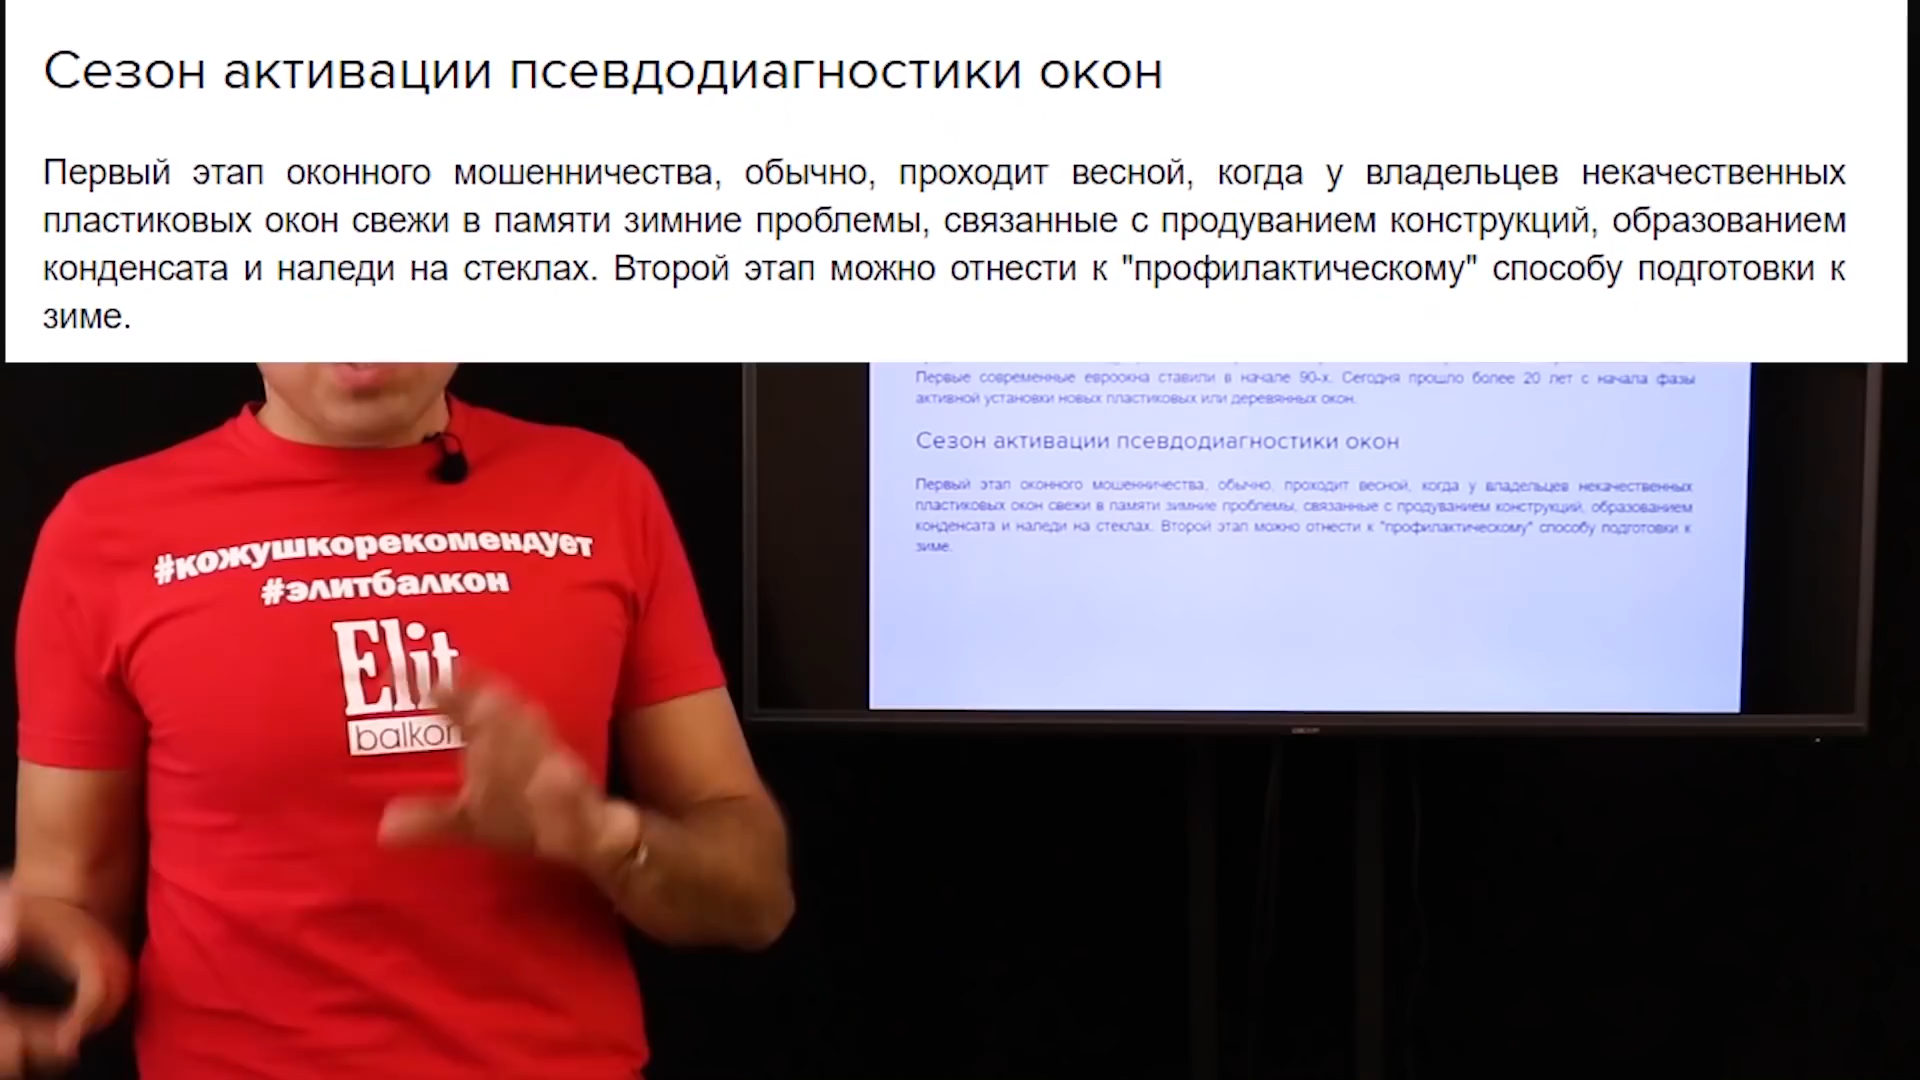 Сезон активации псевдодиагностики окон
Первый этап оконного мошенничества, обычно, проходит весной, когда у владельцев некачественных
пластиковых окон свежи в памяти зимние проблемы, связанные с продуванием конструкций, образованием
конденсата и наледи на стеклах. Второй этап можно отнести к "профилактическому" способу подготовки к
зиме.
Первые современные евроокна ставили в начале 90-х. Сегодня прошло более 20 лет с начала фазы
активной установки новых пластиковых или деревянных окон.
Сезон активации псевдодиагностики окон
Первый этап оконного мошенничества, обычно, проходит весной, когда у владельцев некачественных
пластиковых окон свежи в памяти зимние проблемы, связанные с продуванием конструкций, образованием
конденсата и наледи на стеклах. Второй этап можно отнести к "профилактическому" способу подготовки к
зиме.
#кожушкорекомендует
#элитбалкон
Elit
balkon